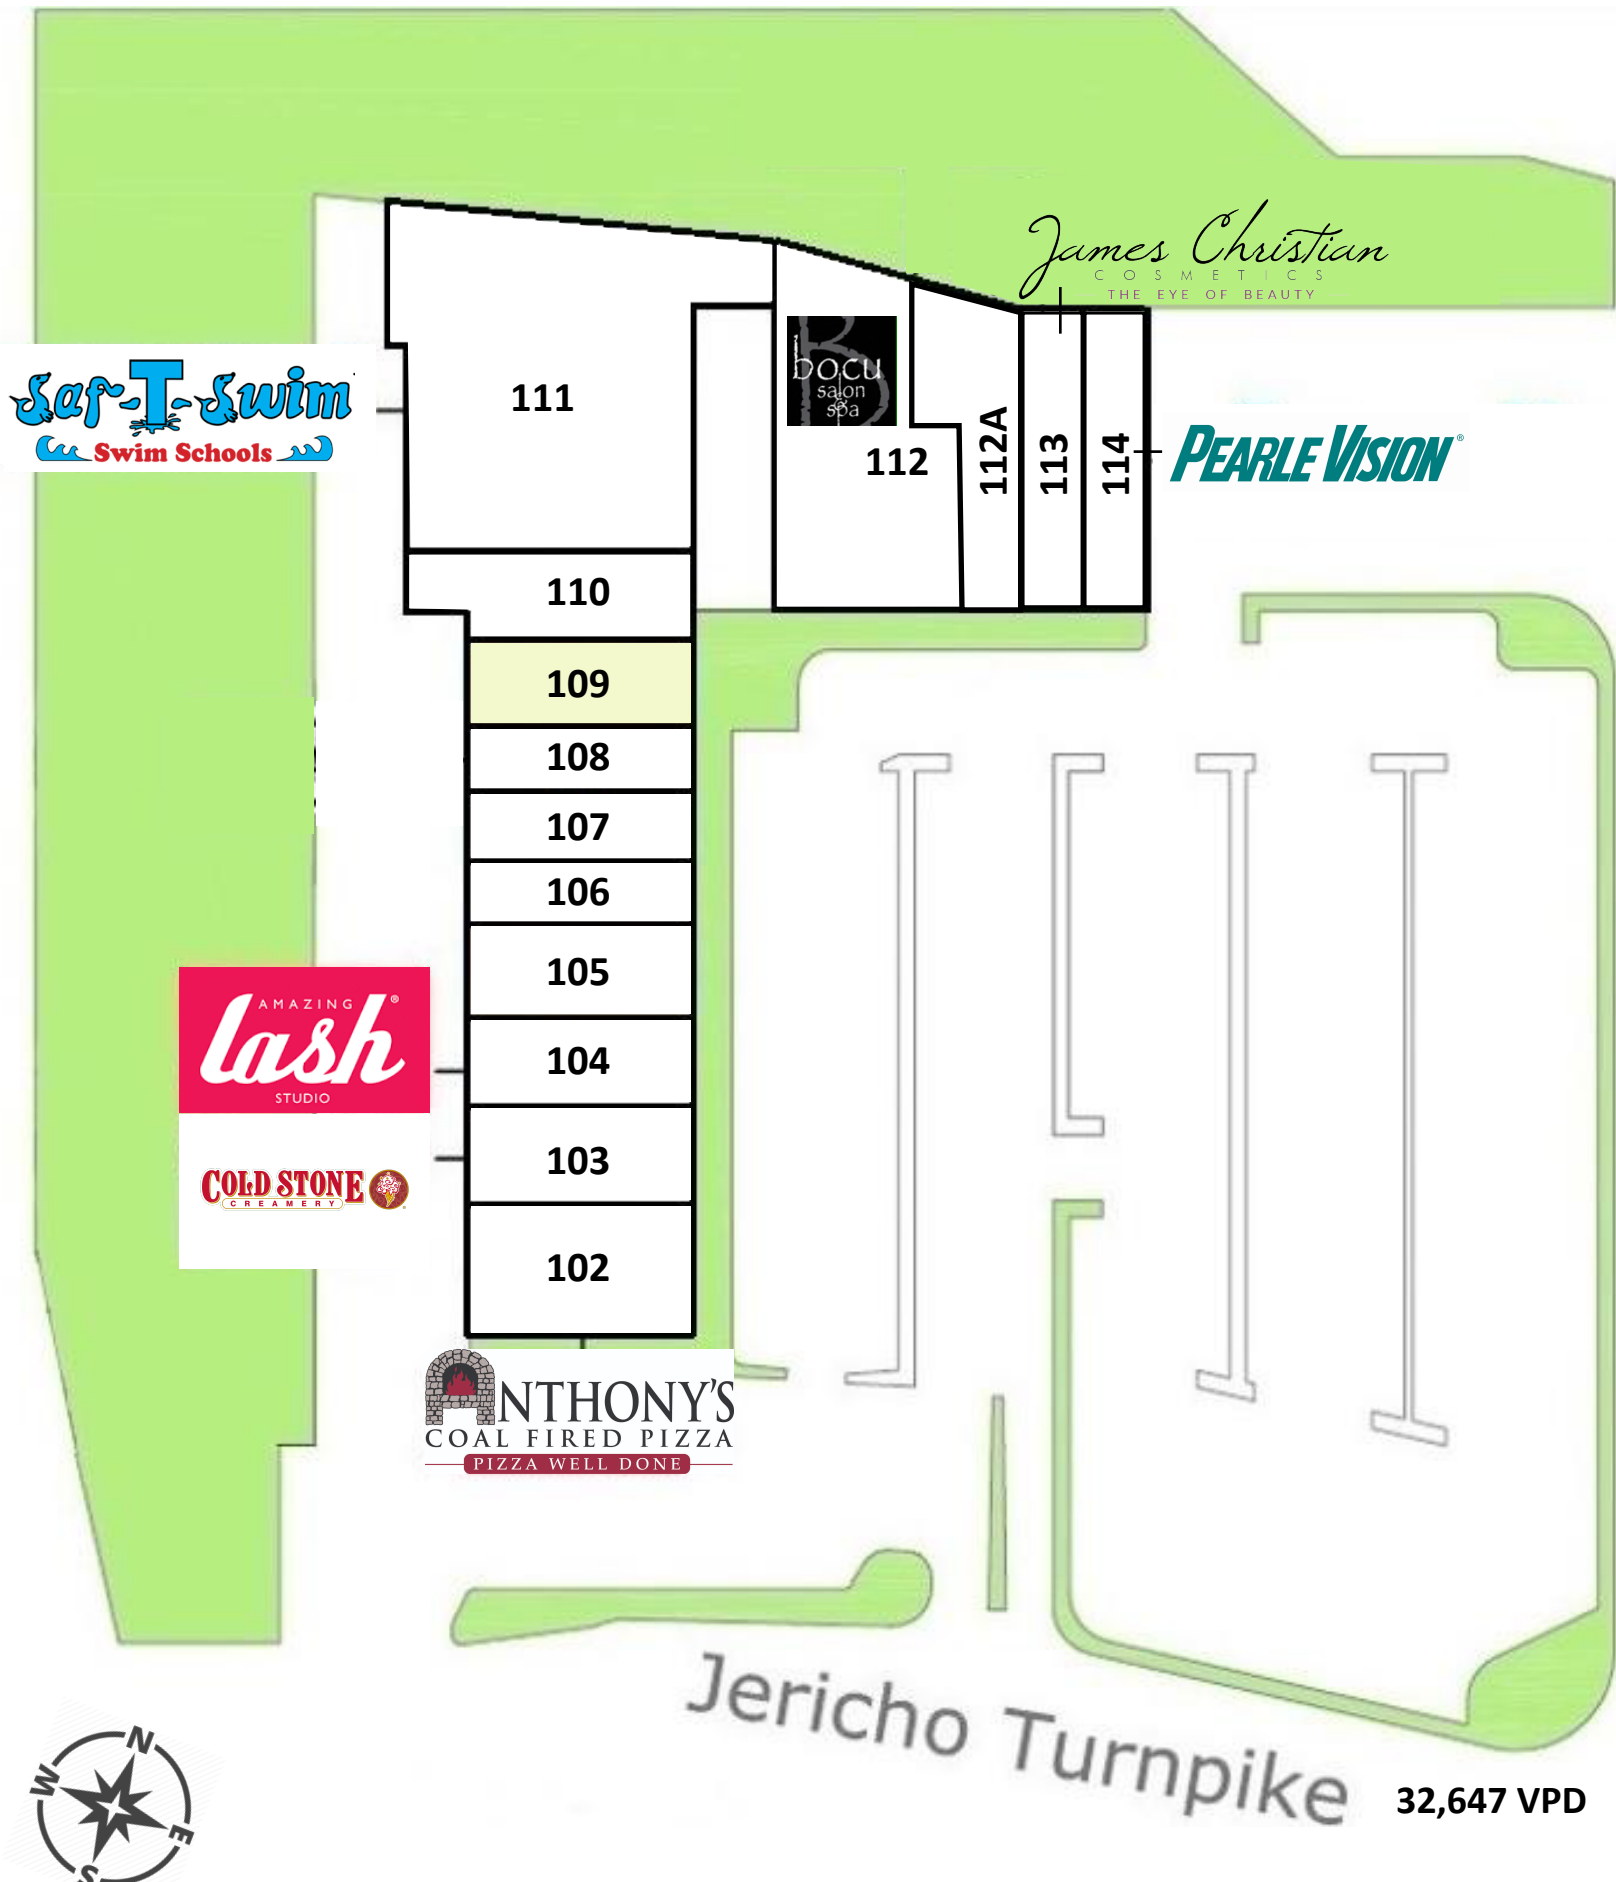 James Christian
COSMETICS
THE EYE OF BEAUTY
Saf-T-Swim
Swim Schools
111
bocu
salon
&
spa
112
112A
113
114
PEARLE VISION®
110
109
108
107
106
105
AMAZING
lash®
STUDIO
104
COLD STONE
CREAMERY
103
102
ANTHONY'S
COAL FIRED PIZZA
PIZZA WELL DONE
Jericho Turnpike
32,647 VPD
N
W
E
S